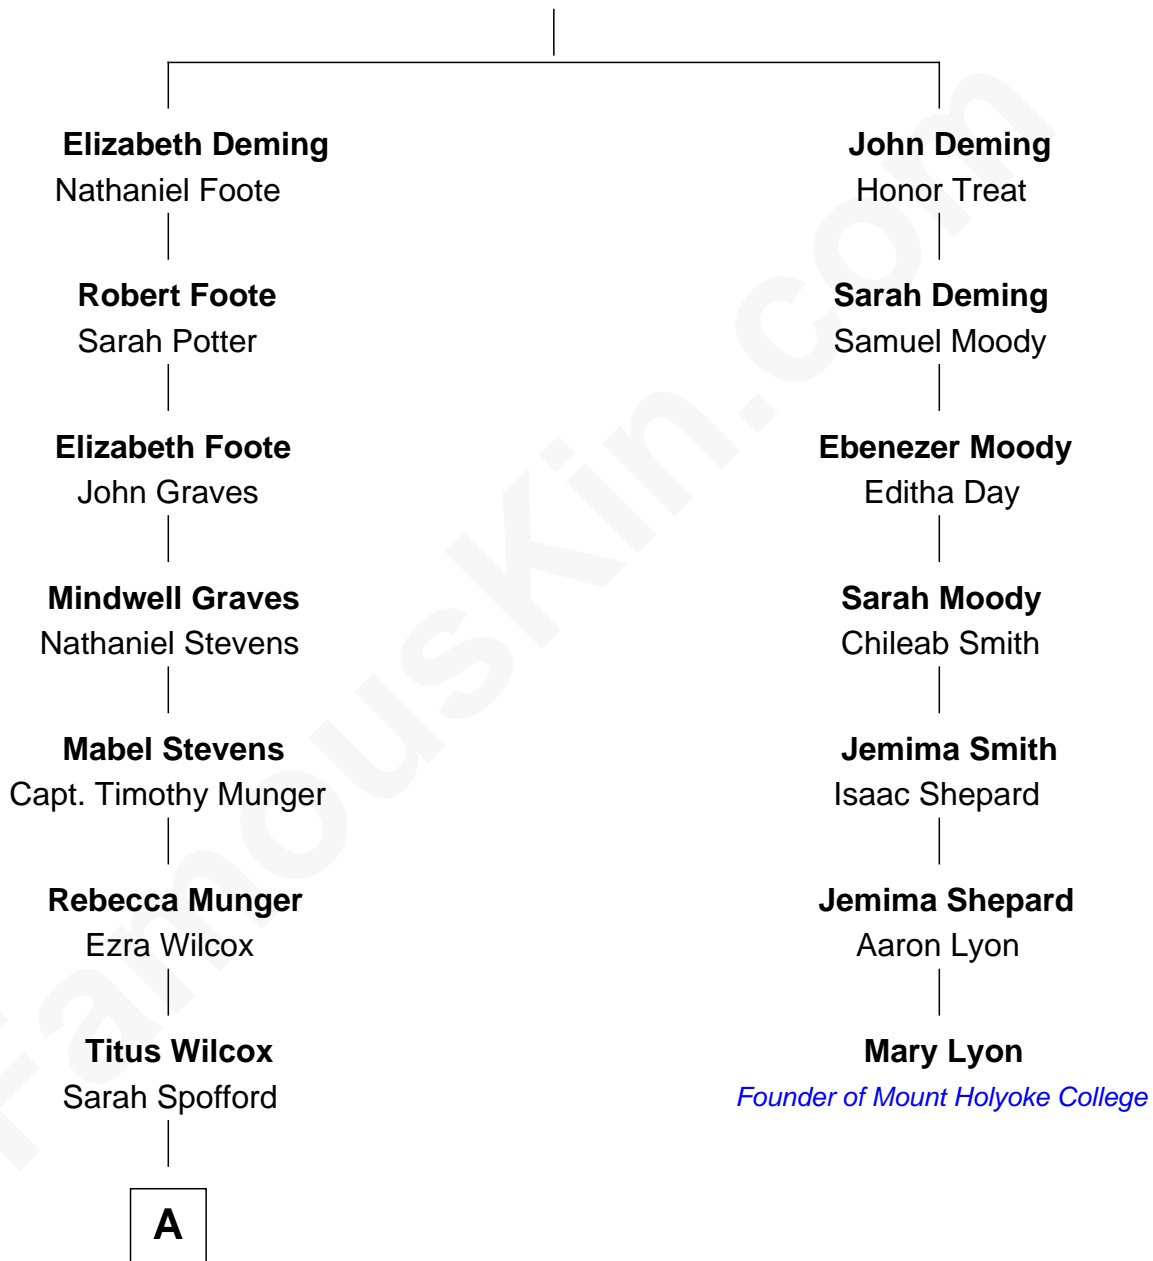 Elizabeth Deming
Nathaniel Foote
Robert Foote
Sarah Potter
Elizabeth Foote
John Graves
Mindwell Graves
Nathaniel Stevens
Mabel Stevens
Capt. Timothy Munger
Rebecca Munger
Ezra Wilcox
Titus Wilcox
Sarah Spofford
A
John Deming
Honor Treat
Sarah Deming
Samuel Moody
Ebenezer Moody
Editha Day
Sarah Moody
Chileab Smith
Jemima Smith
Isaac Shepard
Jemima Shepard
Aaron Lyon
Mary Lyon
Founder of Mount Holyoke College
FamousKin.com